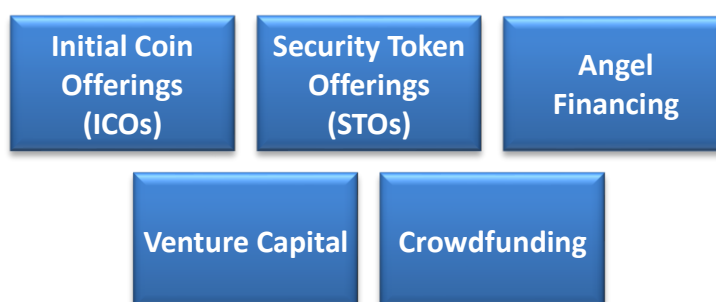 Initial Coin
Offerings
(ICOs)
Security Token
Offerings
(STOs)
Angel
Financing
Venture Capital
Crowdfunding